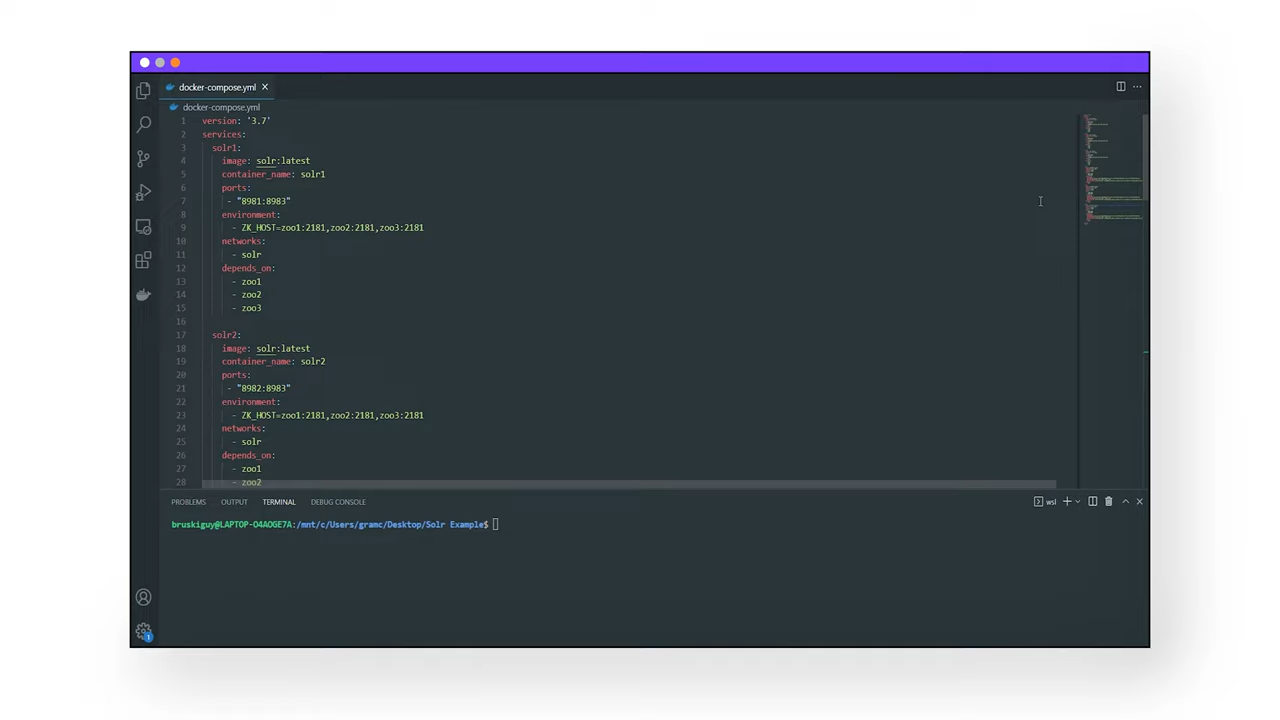 docker-compose.yml
docker-compose.yml
1 version: '3.7'
2 services:
3 solr1:
4 image: solr:latest
5 container_name: solr1
6 ports:
7 - "8981:8983"
8 environment:
9 - ZK_HOST=zoo1:2181,zoo2:2181,zoo3:2181
10 networks:
11 - solr
12 depends_on:
13 - zoo1
14 - zoo2
15 - zoo3
16
17 solr2:
18 image: solr:latest
19 container_name: solr2
20 ports:
21 - "8982:8983"
22 environment:
23 - ZK_HOST=zoo1:2181,zoo2:2181,zoo3:2181
24 networks:
25 - solr
26 depends_on:
27 - zoo1
28 - zoo2
PROBLEMS OUTPUT TERMINAL DEBUG CONSOLE wsl
bruskiguy@LAPTOP-O4AOGE7A:/mnt/c/Users/gramc/Desktop/Solr Example$
1